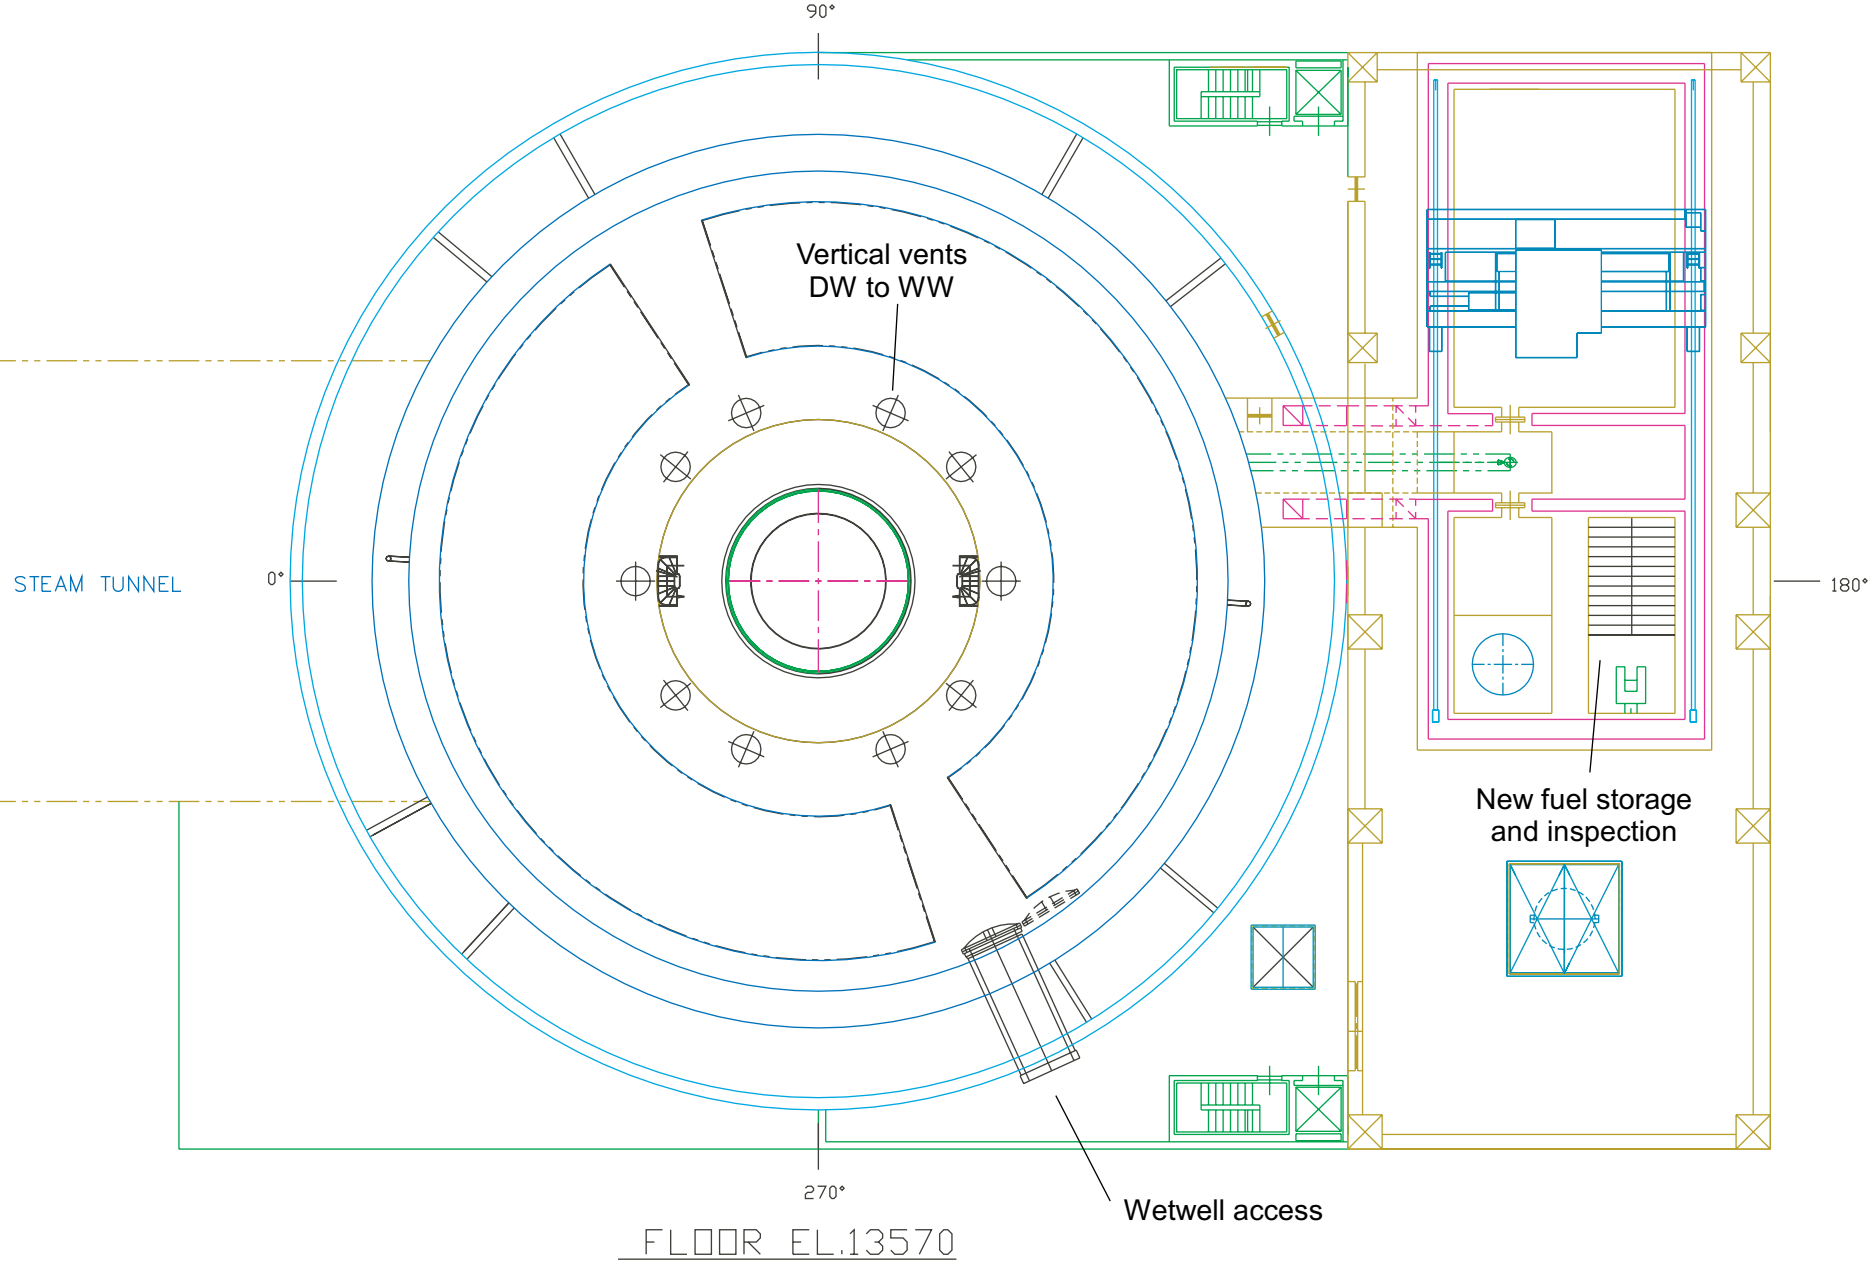 90°
Vertical vents
DW to WW
STEAM TUNNEL
0°
180°
New fuel storage
and inspection
270°
Wetwell access
FLOOR EL.13570